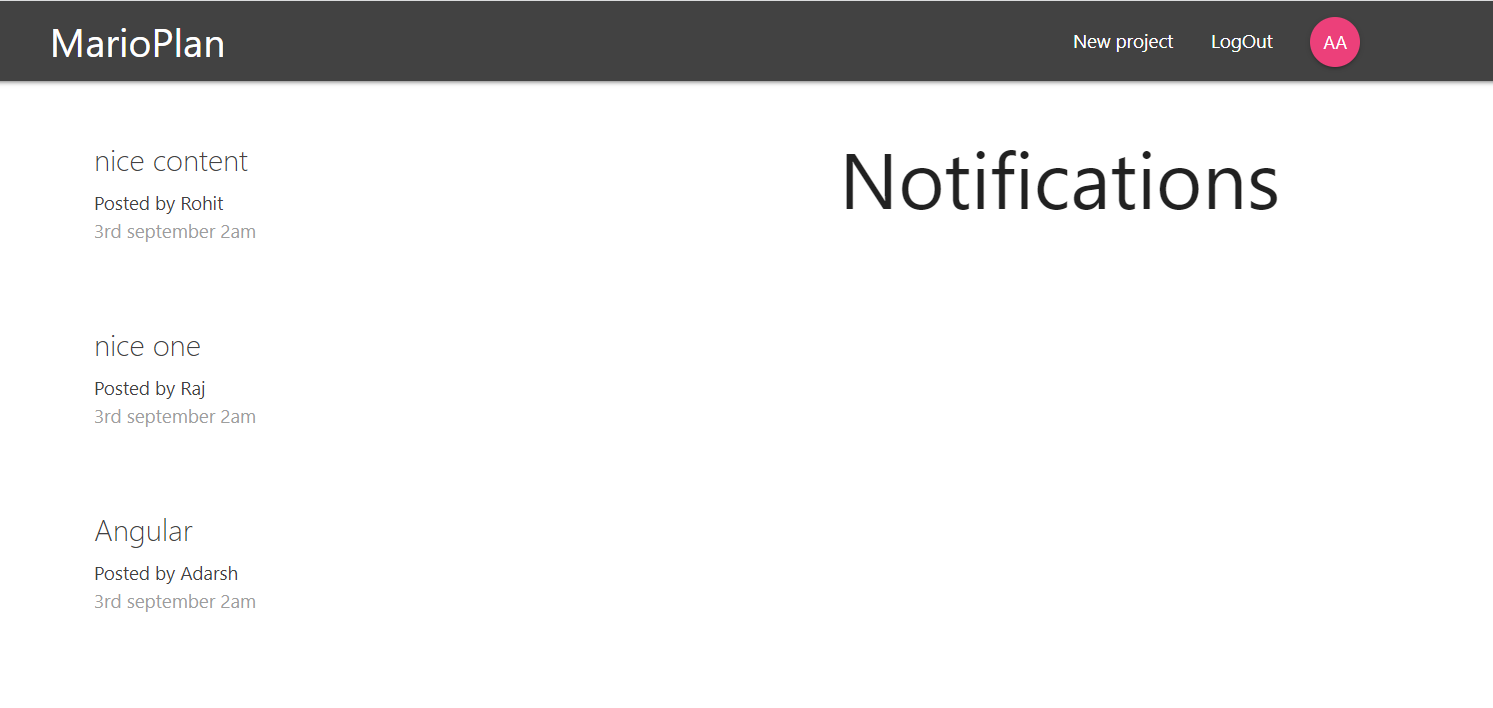 MarioPlan
New project
LogOut
AA
nice content
Posted by Rohit
3rd september 2am
nice one
Posted by Raj
3rd september 2am
Angular
Posted by Adarsh
3rd september 2am
Notifications